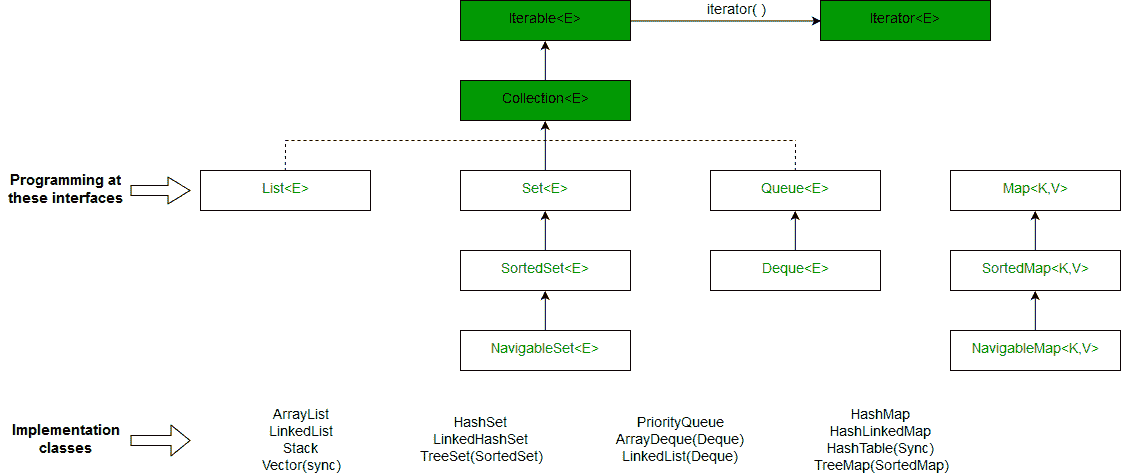 Iterable<E>
iterator( )
Iterator<E>
Collection<E>
Programming at
these interfaces
List<E>
Set<E>
Queue<E>
Map<K,V>
SortedSet<E>
Deque<E>
SortedMap<K,V>
NavigableSet<E>
NavigableMap<K,V>
Implementation
classes
ArrayList
LinkedList
Stack
Vector(sync)
HashSet
LinkedHashSet
TreeSet(SortedSet)
PriorityQueue
ArrayDeque(Deque)
LinkedList(Deque)
HashMap
HashLinkedMap
HashTable(Sync)
TreeMap(SortedMap)